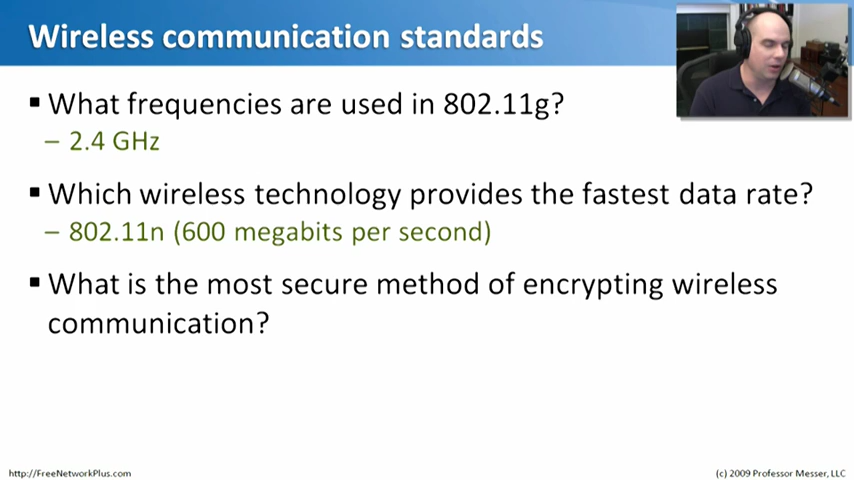 Wireless communication standards
▪ What frequencies are used in 802.11g?
– 2.4 GHz
▪ Which wireless technology provides the fastest data rate?
– 802.11n (600 megabits per second)
▪ What is the most secure method of encrypting wireless
communication?
http://FreeNetworkPlus.com
(c) 2009 Professor Messer, LLC